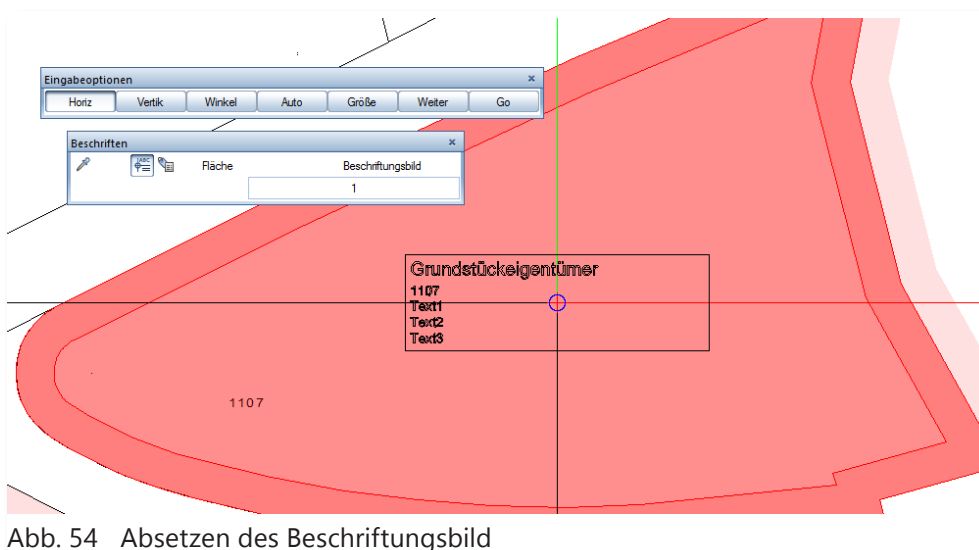 Eingabeoptionen
Horiz Vertik Winkel Auto Größe Weiter Go
Beschriften
ABC Fläche Beschriftungsbild
1
Grundstückeigentümer
1107
Text1
Text2
Text3
1107
Abb. 54 Absetzen des Beschriftungsbild